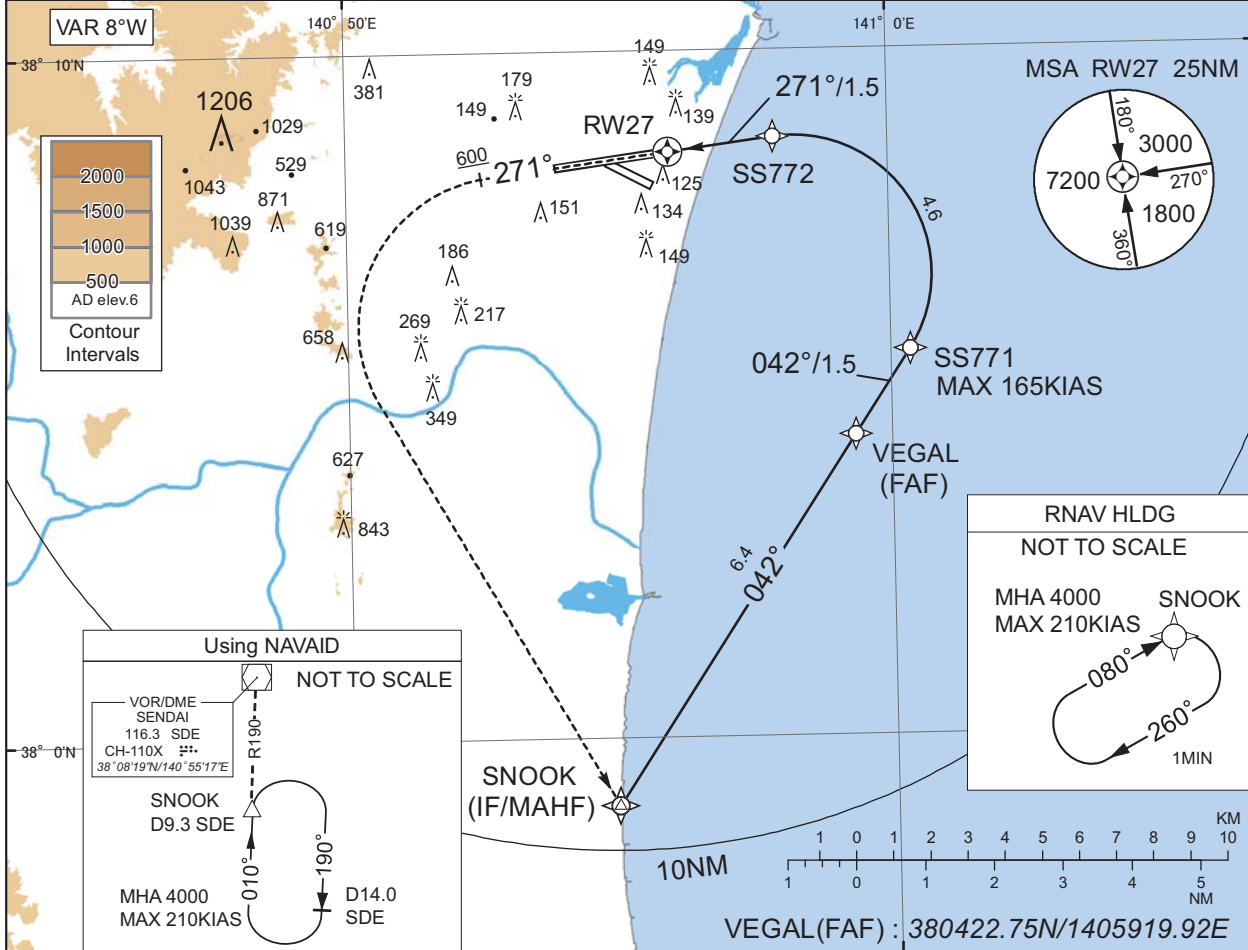 VAR 8°W
140° 50'E
141° 0'E
38° 10'N
MSA RW27 25NM
180°
3000
7200
270°
1800
360°
1206
1029
529
1043
871
1039
619
381
149
179
149
139
RW27
271°/1.5
SS772
600
271°
125
134
151
149
4.6
2000
1500
1000
500
AD elev.6
Contour
Intervals
186
217
269
658
349
SS771
MAX 165KIAS
042°/1.5
VEGAL
(FAF)
627
843
6.4
042°
RNAV HLDG
NOT TO SCALE
MHA 4000
MAX 210KIAS
SNOOK
080°
260°
1MIN
Using NAVAID
NOT TO SCALE
VOR/DME
SENDAI
116.3 SDE
CH-110X
38°08'19"N/140°55'17"E
R190
SNOOK
D9.3 SDE
010°
190°
MHA 4000
MAX 210KIAS
D14.0
SDE
38° 0'N
SNOOK
(IF/MAHF)
10NM
KM
1 0 1 2 3 4 5 6 7 8 9 10
1 0 1 2 3 4 5
NM
VEGAL(FAF) : 380422.75N/1405919.92E